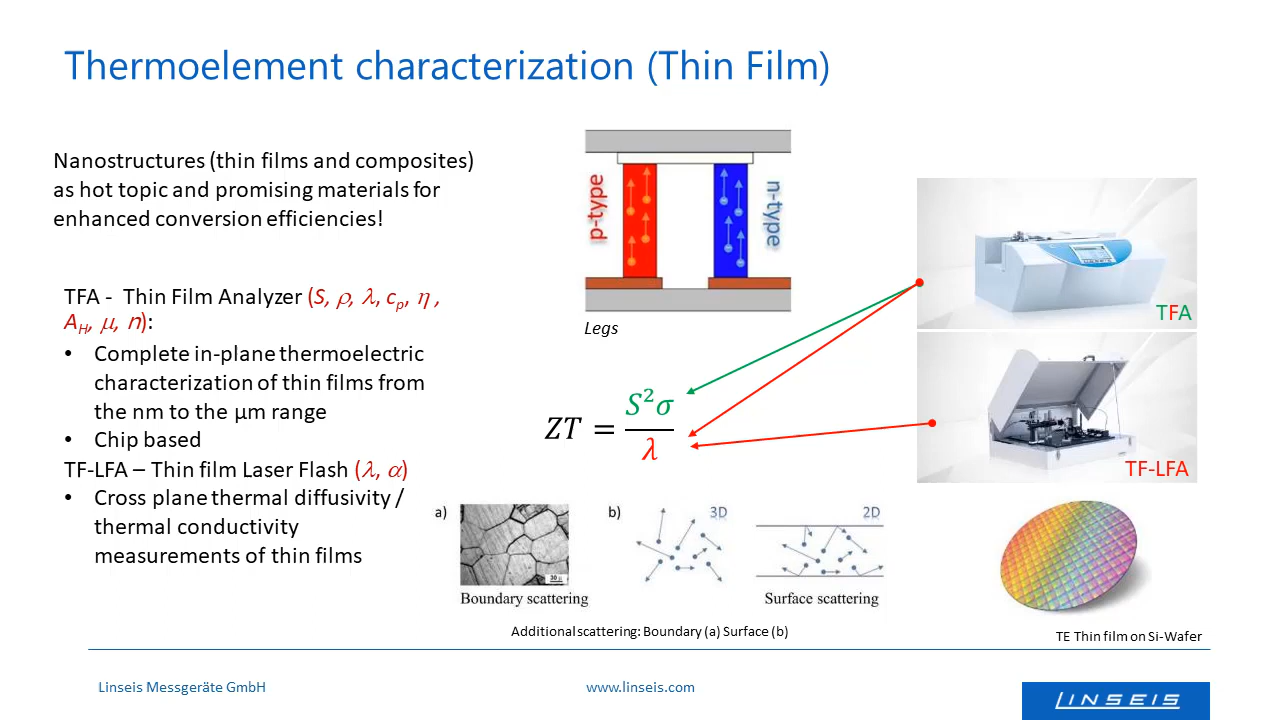 Thermoelement characterization (Thin Film)
Nanostructures (thin films and composites)
as hot topic and promising materials for
enhanced conversion efficiencies!
TFA - Thin Film Analyzer (S, ρ, λ, cp, η ,
AH, μ, n):
• Complete in-plane thermoelectric
characterization of thin films from
the nm to the μm range
• Chip based
TF-LFA – Thin film Laser Flash (λ, α)
• Cross plane thermal diffusivity /
thermal conductivity
measurements of thin films
p-type
n-type
Legs
ZT = S²σ / λ
TFA
TF-LFA
a)
30 μ
Boundary scattering
b)
3D
2D
Surface scattering
Additional scattering: Boundary (a) Surface (b)
TE Thin film on Si-Wafer
Linseis Messgeräte GmbH
www.linseis.com
LINSEIS